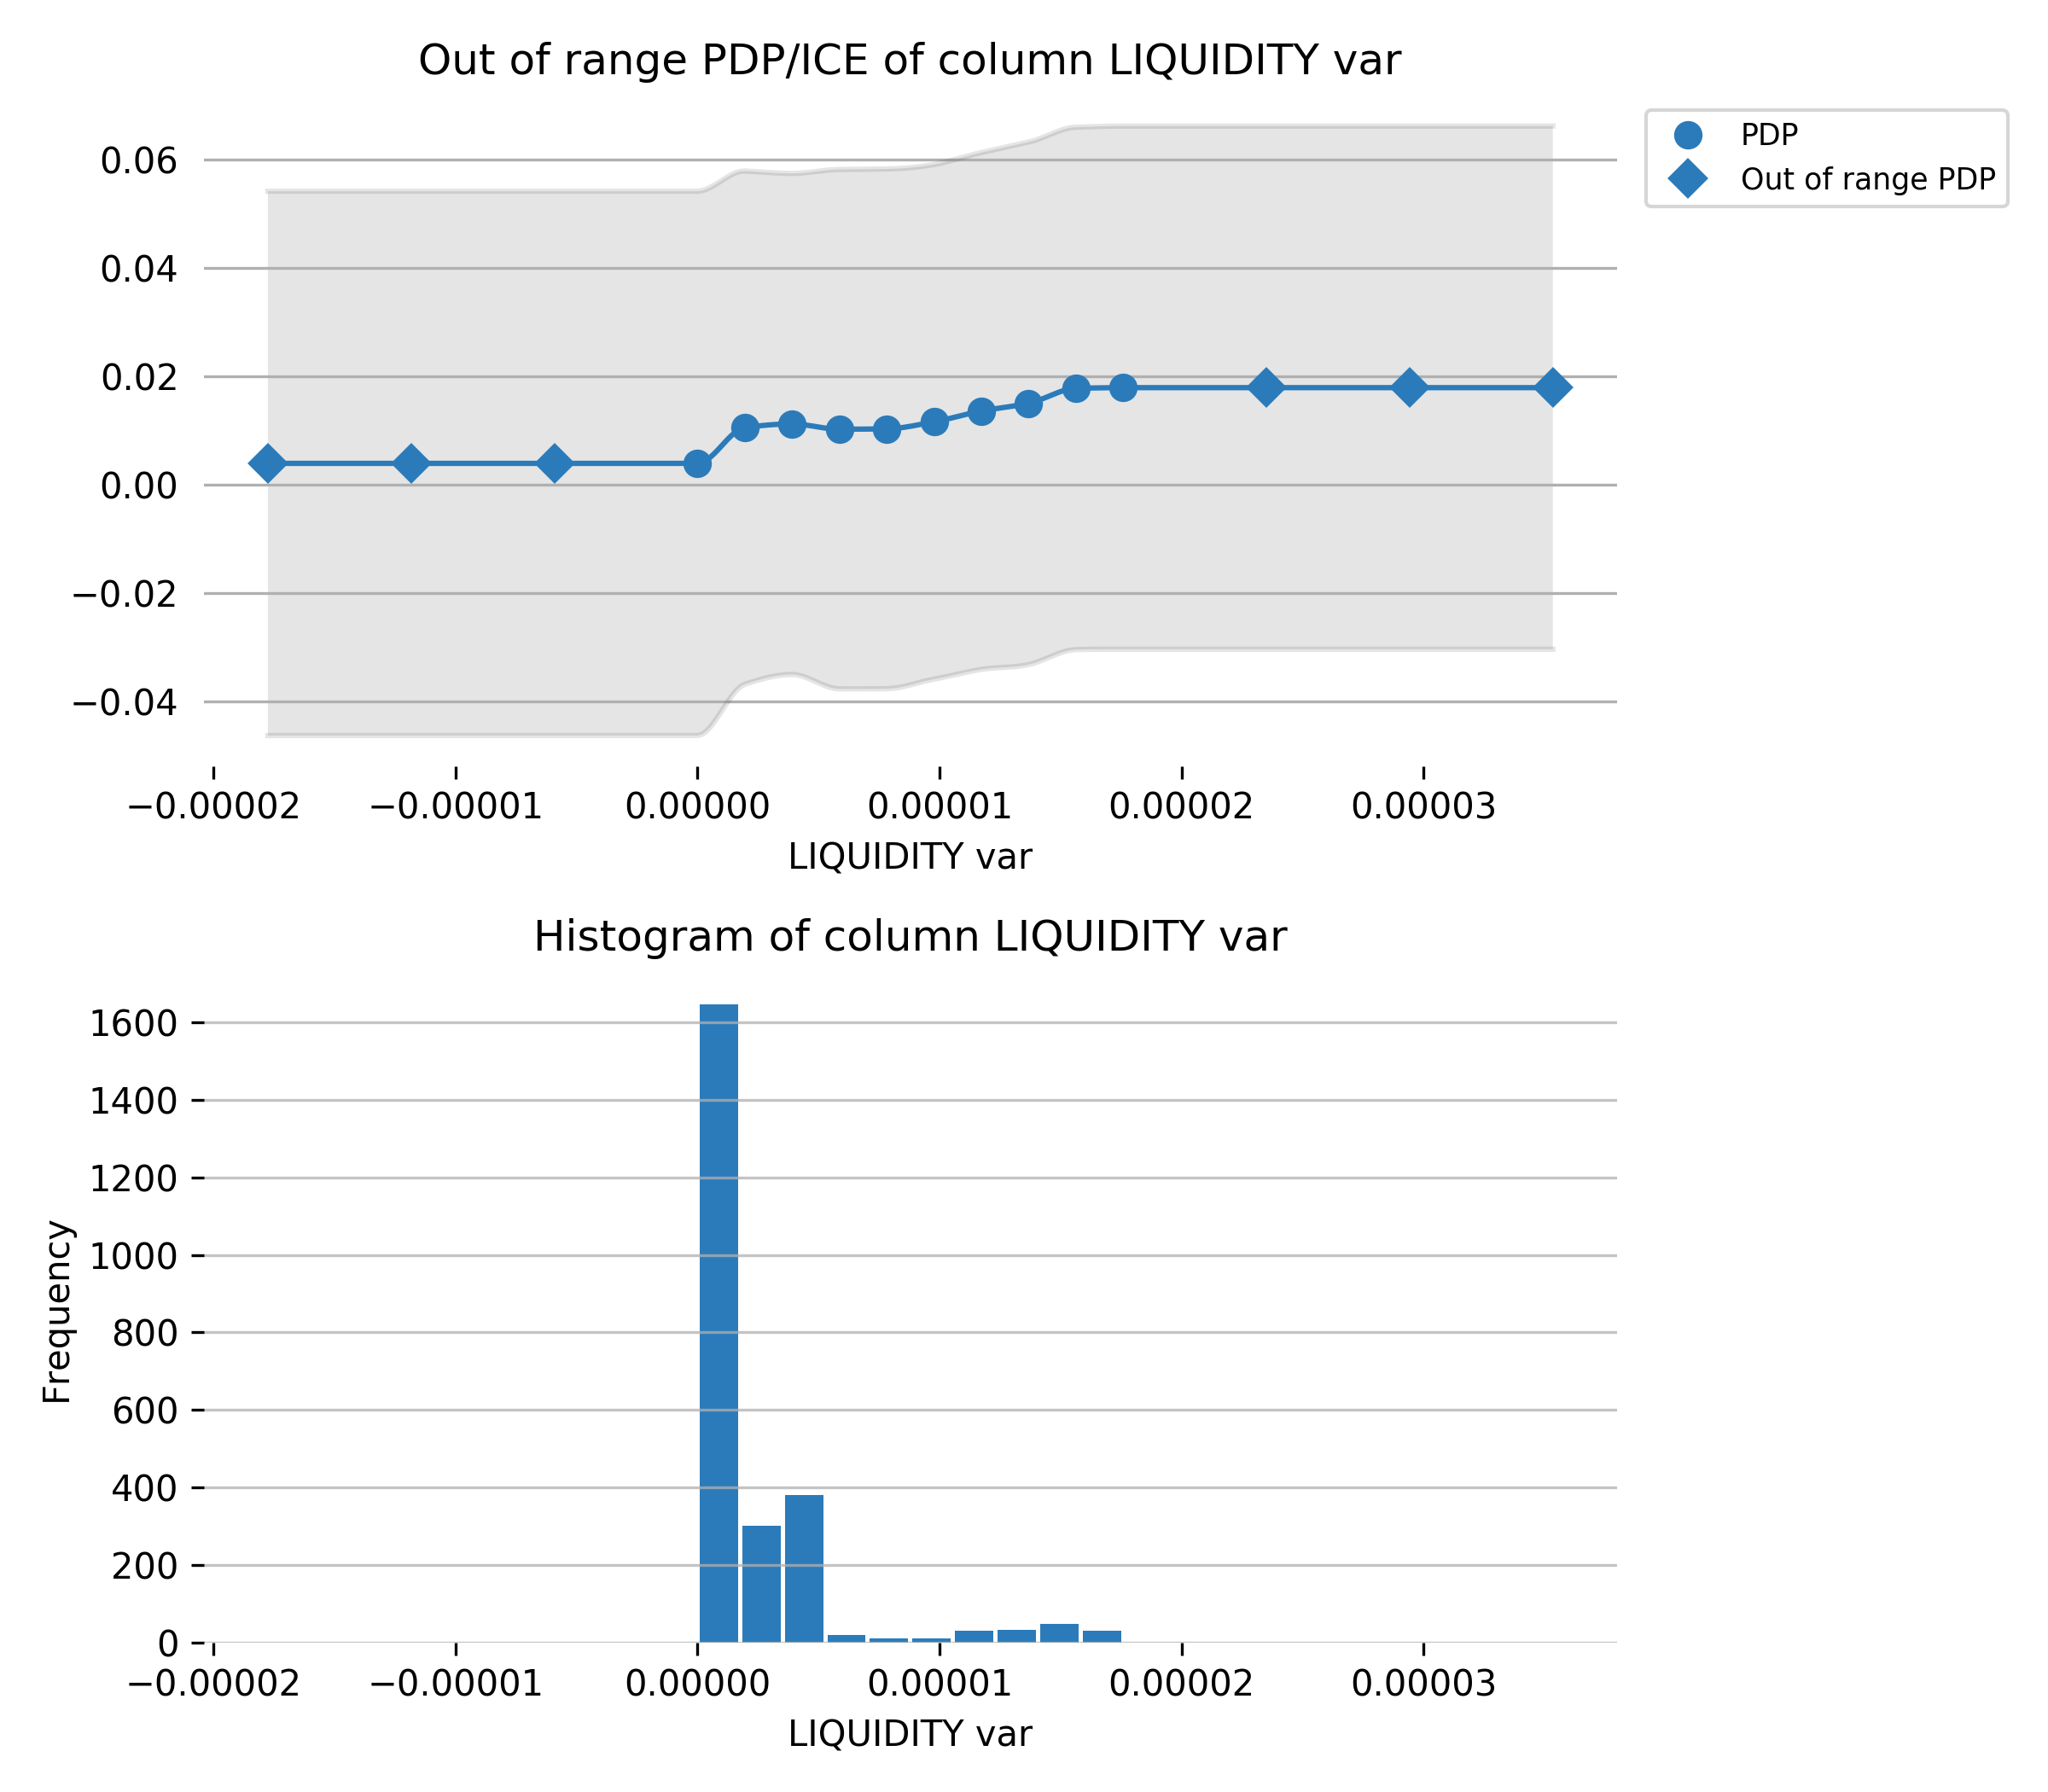 Out of range PDP/ICE of column LIQUIDITY var
PDP
Out of range PDP
0.06
0.04
0.02
0.00
−0.02
−0.04
−0.00002 −0.00001 0.00000 0.00001 0.00002 0.00003
LIQUIDITY var
Histogram of column LIQUIDITY var
1600
1400
1200
1000
800
600
400
200
0
Frequency
−0.00002 −0.00001 0.00000 0.00001 0.00002 0.00003
LIQUIDITY var